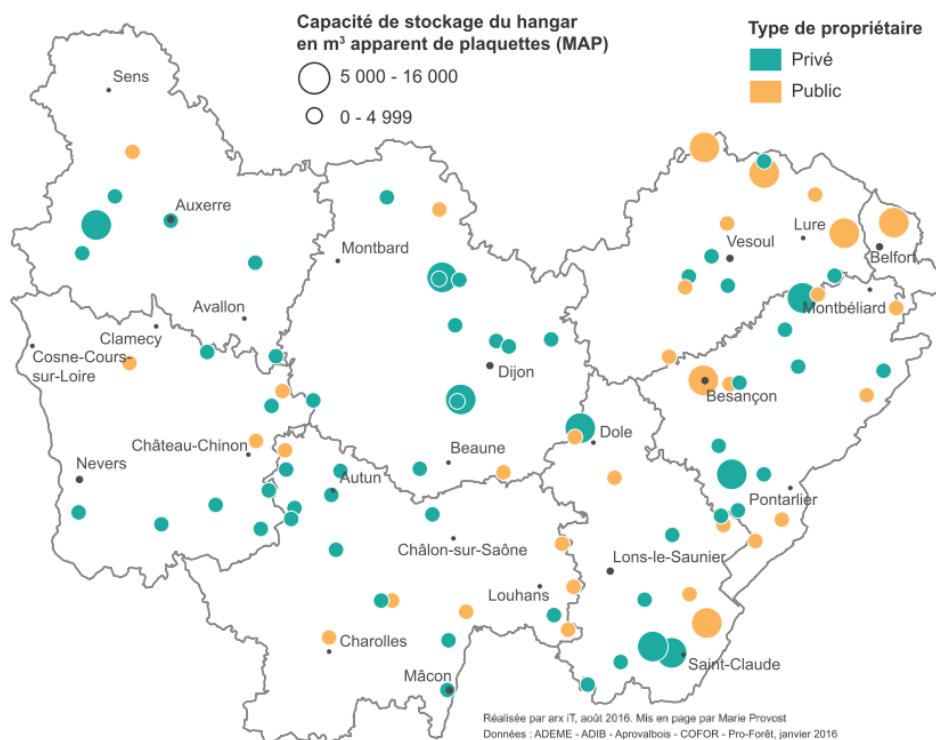 Capacité de stockage du hangar
en m³ apparent de plaquettes (MAP)
5 000 - 16 000
0 - 4 999
Type de propriétaire
Privé
Public
Sens
Auxerre
Montbard
Avallon
Clamecy
Cosne-Cours-
sur-Loire
Vesoul
Lure
Belfort
Montbéliard
Dijon
Besançon
Château-Chinon
Nevers
Beaune
Dole
Autun
Pontarlier
Châlon-sur-Saône
Lons-le-Saunier
Louhans
Charolles
Saint-Claude
Mâcon
Réalisée par arx iT, août 2016. Mis en page par Marie Provost
Données : ADEME - ADIB - Aprovalbois - COFOR - Pro-Forêt, janvier 2016